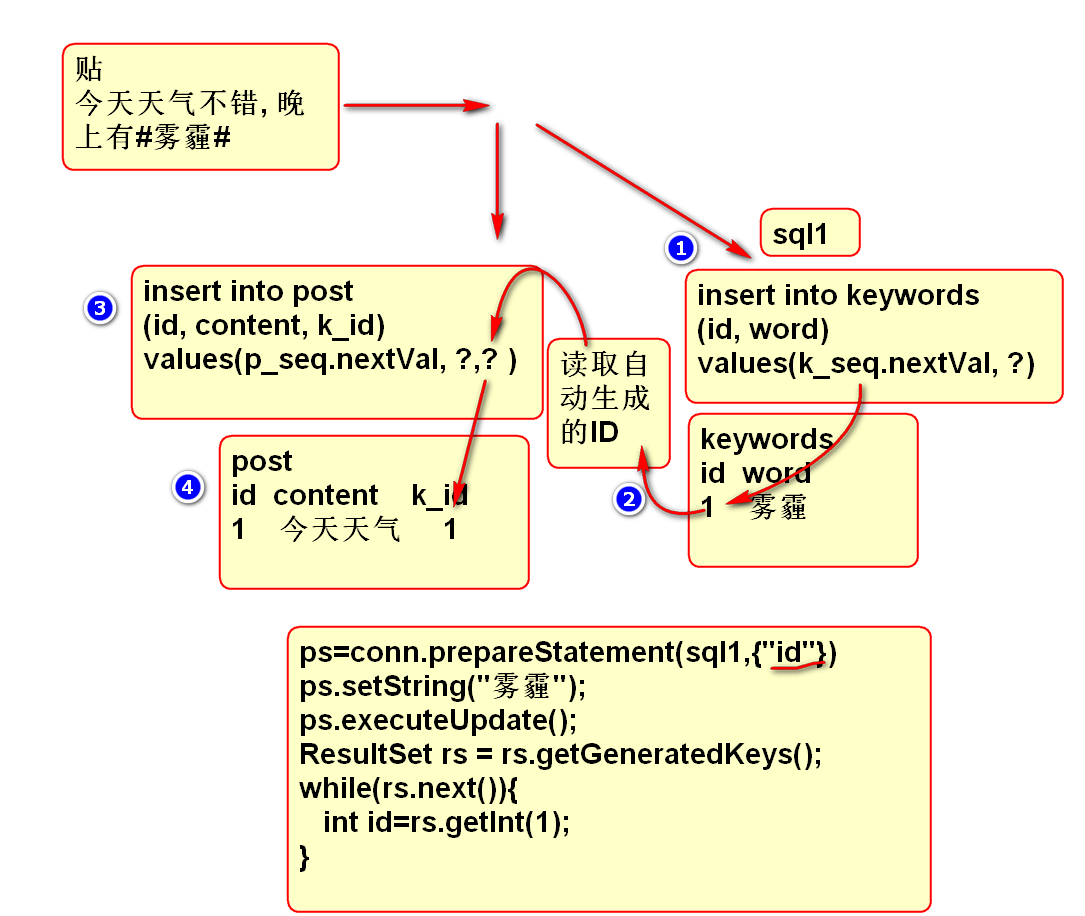 贴
今天天气不错, 晚
上有#雾霾#
sql1
1
insert into keywords
(id, word)
values(k_seq.nextVal, ?)
3
insert into post
(id, content, k_id)
values(p_seq.nextVal, ?,? )
读取自
动生成
的ID
2
keywords
id word
1 雾霾
4
post
id content k_id
1 今天天气 1
ps=conn.prepareStatement(sql1,{"id"})
ps.setString("雾霾");
ps.executeUpdate();
ResultSet rs = rs.getGeneratedKeys();
while(rs.next()){
int id=rs.getInt(1);
}